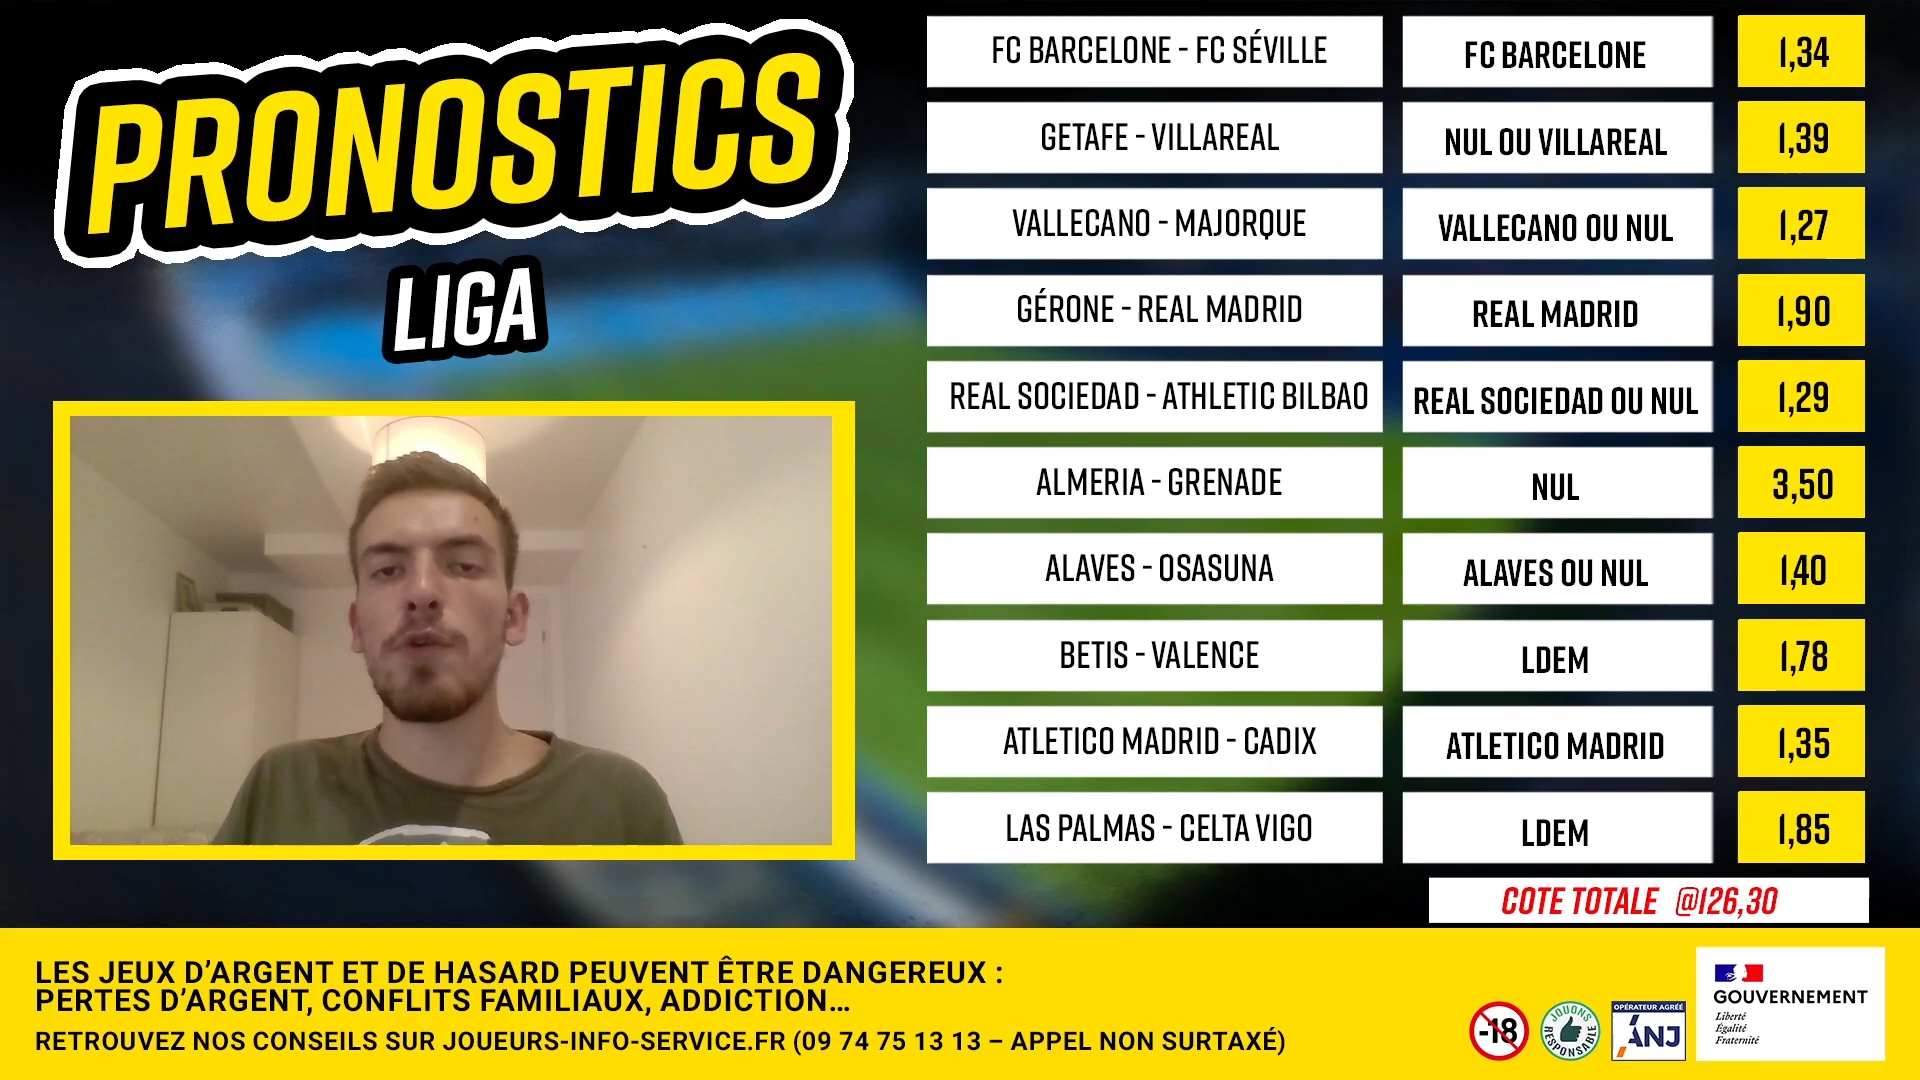 PRONOSTICS
LIGA
FC BARCELONE - FC SÉVILLE FC BARCELONE 1,34
GETAFE - VILLAREAL NUL OU VILLAREAL 1,39
VALLECANO - MAJORQUE VALLECANO OU NUL 1,27
GÉRONE - REAL MADRID REAL MADRID 1,90
REAL SOCIEDAD - ATHLETIC BILBAO REAL SOCIEDAD OU NUL 1,29
ALMERIA - GRENADE NUL 3,50
ALAVES - OSASUNA ALAVES OU NUL 1,40
BETIS - VALENCE LDEM 1,78
ATLETICO MADRID - CADIX ATLETICO MADRID 1,35
LAS PALMAS - CELTA VIGO LDEM 1,85
COTE TOTALE @126,30
LES JEUX D'ARGENT ET DE HASARD PEUVENT ÊTRE DANGEREUX :
PERTES D'ARGENT, CONFLITS FAMILIAUX, ADDICTION...
RETROUVEZ NOS CONSEILS SUR JOUEURS-INFO-SERVICE.FR (09 74 75 13 13 – APPEL NON SURTAXÉ)
-18
JOUONS RESPONSABLE
OPÉRATEUR AGRÉÉ
ANJ
GOUVERNEMENT
Liberté
Égalité
Fraternité